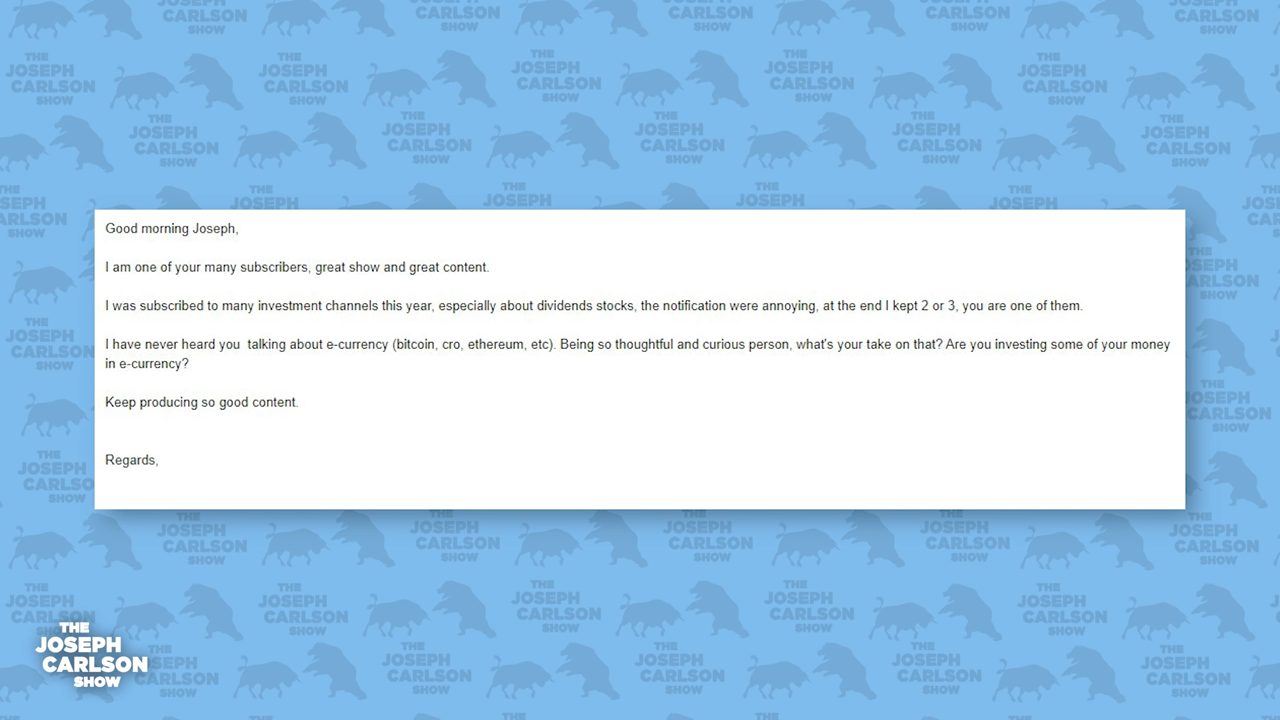 Good morning Joseph,
I am one of your many subscribers, great show and great content.
I was subscribed to many investment channels this year, especially about dividends stocks, the notification were annoying, at the end I kept 2 or 3, you are one of them.
I have never heard you  talking about e-currency (bitcoin, cro, ethereum, etc). Being so thoughtful and curious person, what's your take on that? Are you investing some of your money
in e-currency?
Keep producing so good content.
Regards,
THE
JOSEPH
CARLSON
SHOW